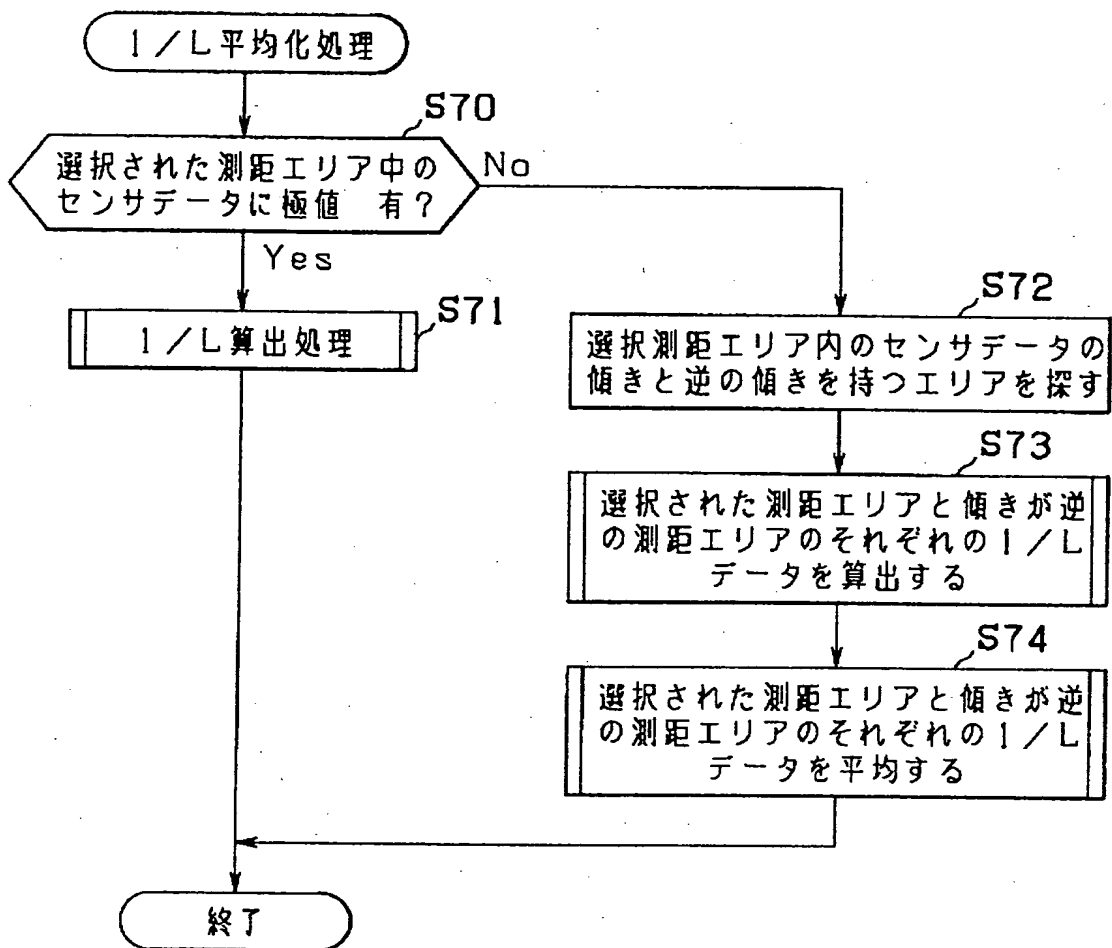 1/L平均化処理
S70
選択された測距エリア中の
センサデータに極値 有?
No
Yes
S71
1/L算出処理
S72
選択測距エリア内のセンサデータの
傾きと逆の傾きを持つエリアを探す
S73
選択された測距エリアと傾きが逆
の測距エリアのそれぞれの1/L
データを算出する
S74
選択された測距エリアと傾きが逆
の測距エリアのそれぞれの1/L
データを平均する
終了